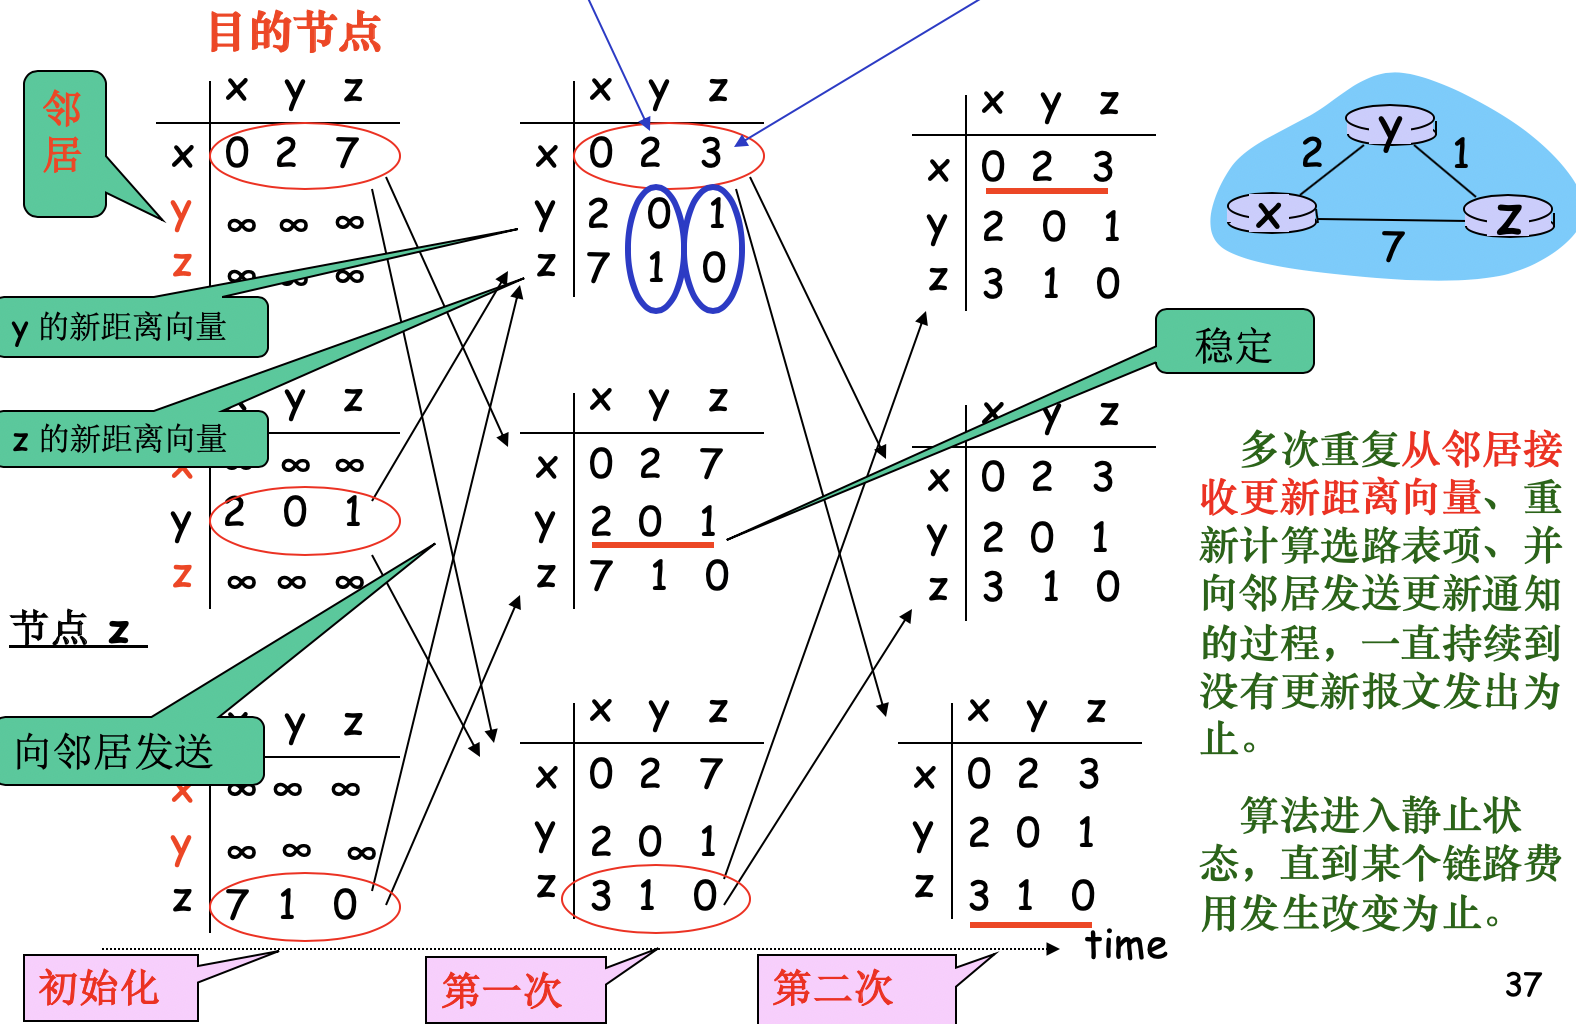 目的节点
邻
居
x y z
x 0 2 7
y ∞ ∞ ∞
z ∞ ∞ ∞
y 的新距离向量
z 的新距离向量
y z
x ∞ ∞
y 2 0 1
z ∞ ∞ ∞
节点 z
向邻居发送
y z
x ∞ ∞ ∞
y ∞ ∞ ∞
z 7 1 0
x y z
x 0 2 3
y 2 0 1
z 7 1 0
x y z
x 0 2 7
y 2 0 1
z 7 1 0
x y z
x 0 2 7
y 2 0 1
z 3 1 0
x y z
x 0 2 3
y 2 0 1
z 3 1 0
稳定
x y z
x 0 2 3
y 2 0 1
z 3 1 0
x y z
x 0 2 3
y 2 0 1
z 3 1 0
time
初始化
第一次
第二次
y
2
1
x
z
7
多次重复从邻居接
收更新距离向量、重
新计算选路表项、并
向邻居发送更新通知
的过程，一直持续到
没有更新报文发出为
止。
算法进入静止状
态，直到某个链路费
用发生改变为止。
37